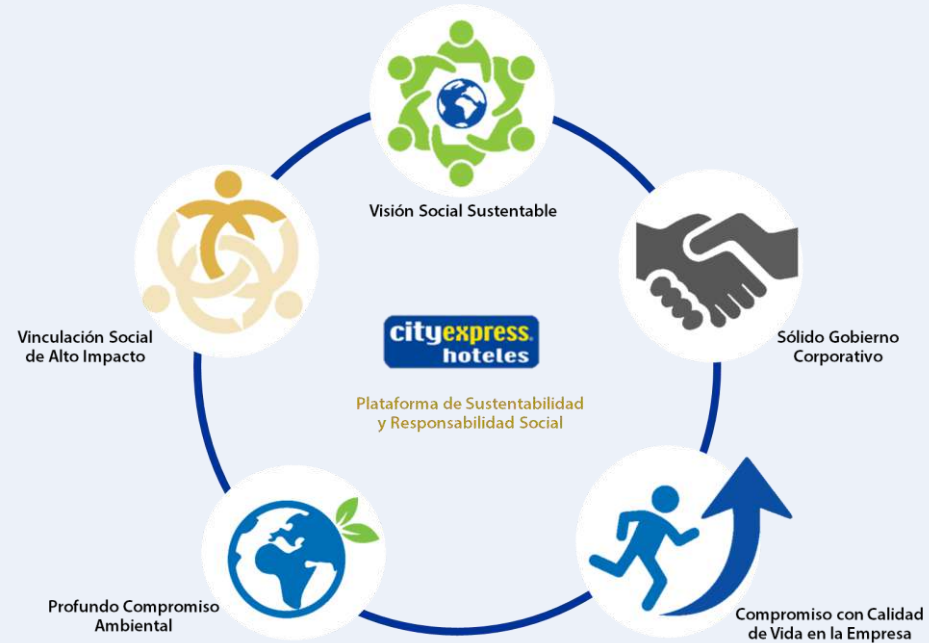 Visión Social Sustentable
Sólido Gobierno
Corporativo
Compromiso con Calidad
de Vida en la Empresa
Profundo Compromiso
Ambiental
Vinculación Social
de Alto Impacto
cityexpress®
hoteles
Plataforma de Sustentabilidad
y Responsabilidad Social